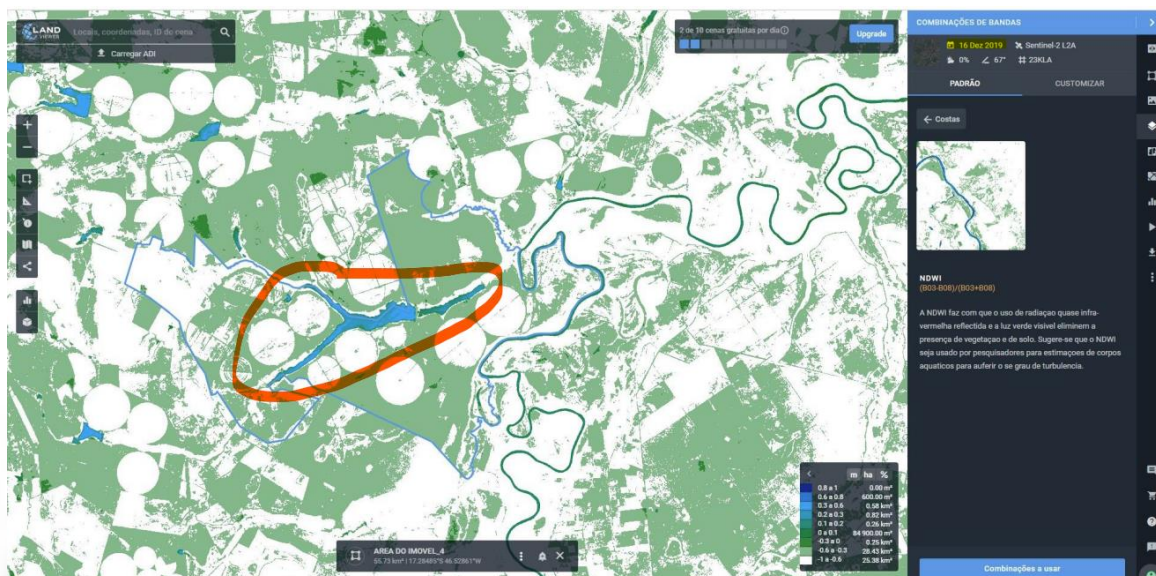 LAND
VIEWER
Locais, coordenadas, ID do cena
Carregar ADI
2 de 10 cenas gratuitas por dia
Upgrade
COMBINAÇÕES DE BANDAS
16 Dez 2019
Sentinel-2 L2A
0%
67°
23KLA
PADRÃO
CUSTOMIZAR
← Costas
NDWI
(B03-B08)/(B03+B08)
A NDWI faz com que o uso de radiaçao quase infra-
vermelha reflectida e a luz verde visivel eliminem a
presença de vegetaçao e de solo. Sugere-se que o NDWI
seja usado por pesquisadores para estimaçoes de corpos
aquaticos para auferir o se grau de turbulencia.
m ha %
0.8 a 1 0.00 m²
0.6 a 0.8 600.00 m²
0.3 a 0.6 0.58 km²
0.2 a 0.3 0.82 km²
0.1 a 0.2 0.26 km²
0 a 0.1 84 900.00 m²
-0.3 a 0 0.25 km²
-0.6 a -0.3 28.43 km²
-1 a -0.6 25.38 km²
AREA DO IMOVEL_4
55.73 km² | 17.28485°S 46.52861°W
Combinações a usar